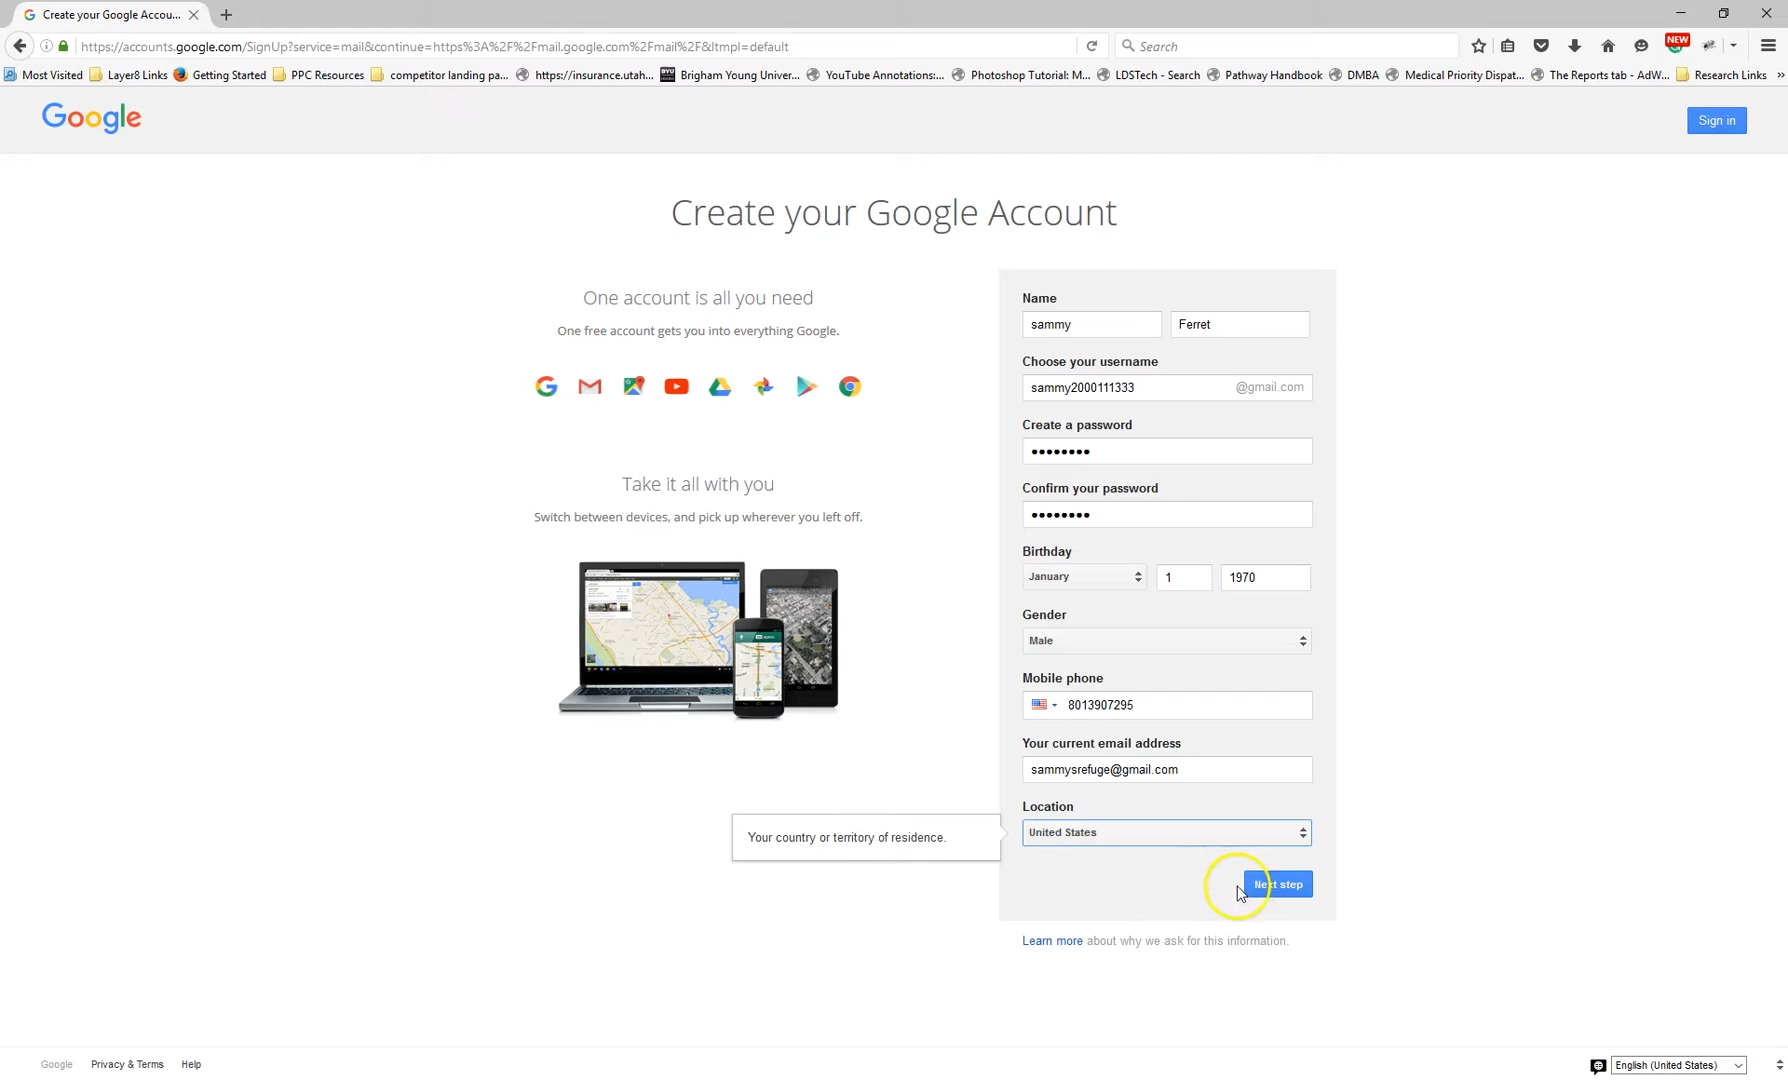 Create your Google Accou...
https://accounts.google.com/SignUp?service=mail&continue=https%3A%2F%2Fmail.google.com%2Fmail%2F&ltmpl=default
Search
NEW
Most Visited
Layer8 Links
Getting Started
PPC Resources
competitor landing pa...
https://insurance.utah...
BYU
Brigham Young Univer...
YouTube Annotations:...
Photoshop Tutorial: M...
LDSTech - Search
Pathway Handbook
DMBA
Medical Priority Dispat...
The Reports tab - AdW...
Research Links
Google
Sign in
Create your Google Account
One account is all you need
One free account gets you into everything Google.
Take it all with you
Switch between devices, and pick up wherever you left off.
Name
sammy
Ferret
Choose your username
sammy2000111333
@gmail.com
Create a password
••••••••
Confirm your password
••••••••
Birthday
January
1
1970
Gender
Male
Mobile phone
8013907295
Your current email address
sammysrefuge@gmail.com
Location
United States
Your country or territory of residence.
Next step
Learn more about why we ask for this information.
Google
Privacy & Terms
Help
English (United States)